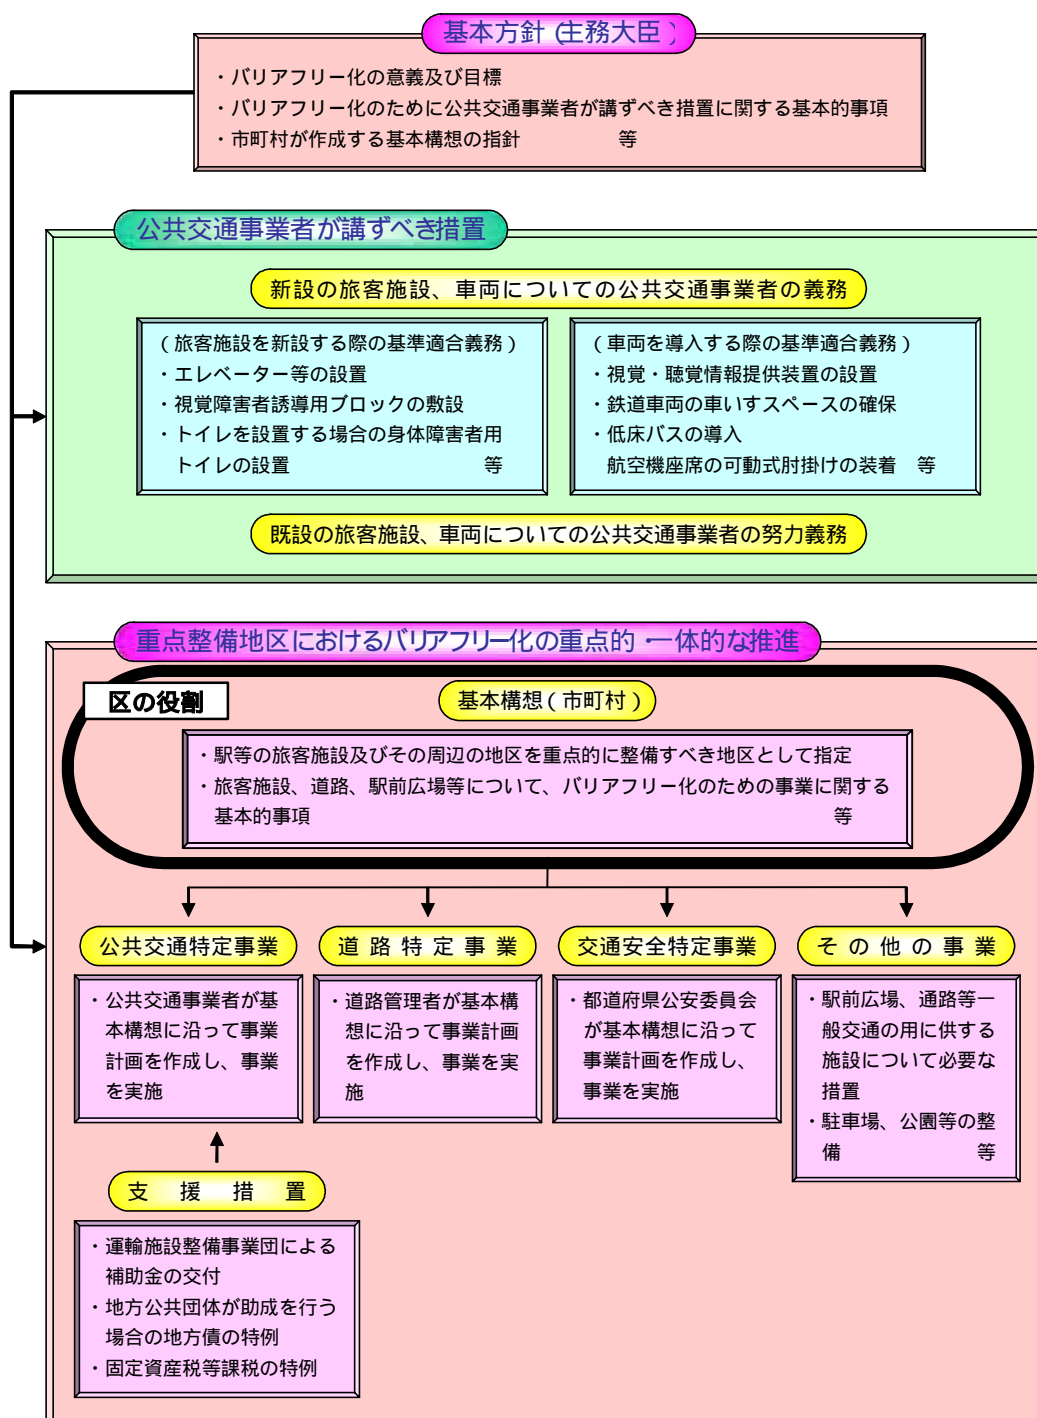 基本方針（主務大臣）
・バリアフリー化の意義及び目標
・バリアフリー化のために公共交通事業者が講ずべき措置に関する基本的事項
・市町村が作成する基本構想の指針　等
公共交通事業者が講ずべき措置
新設の旅客施設、車両についての公共交通事業者の義務
（旅客施設を新設する際の基準適合義務）
・エレベーター等の設置
・視覚障害者誘導用ブロックの敷設
・トイレを設置する場合の身体障害者用
トイレの設置　等
（車両を導入する際の基準適合義務）
・視覚・聴覚情報提供装置の設置
・鉄道車両の車いすスペースの確保
・低床バスの導入
航空機座席の可動式肘掛けの装着　等
既設の旅客施設、車両についての公共交通事業者の努力義務
重点整備地区におけるバリアフリー化の重点的・一体的な推進
区の役割
基本構想（市町村）
・駅等の旅客施設及びその周辺の地区を重点的に整備すべき地区として指定
・旅客施設、道路、駅前広場等について、バリアフリー化のための事業に関する
基本的事項　等
公共交通特定事業
・公共交通事業者が基
本構想に沿って事業
計画を作成し、事業
を実施
道路特定事業
・道路管理者が基本構
想に沿って事業計画
を作成し、事業を実
施
交通安全特定事業
・都道府県公安委員会
が基本構想に沿って
事業計画を作成し、
事業を実施
その他の事業
・駅前広場、通路等一
般交通の用に供する
施設について必要な
措置
・駐車場、公園等の整
備　等
支援措置
・運輸施設整備事業団による
補助金の交付
・地方公共団体が助成を行う
場合の地方債の特例
・固定資産税等課税の特例